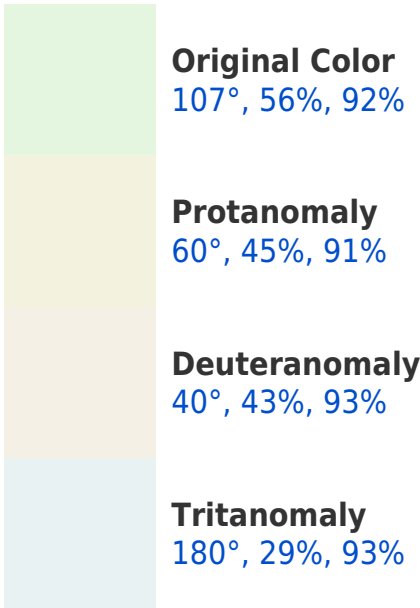 Original Color
107°, 56%, 92%
Protanomaly
60°, 45%, 91%
Deuteranomaly
40°, 43%, 93%
Tritanomaly
180°, 29%, 93%